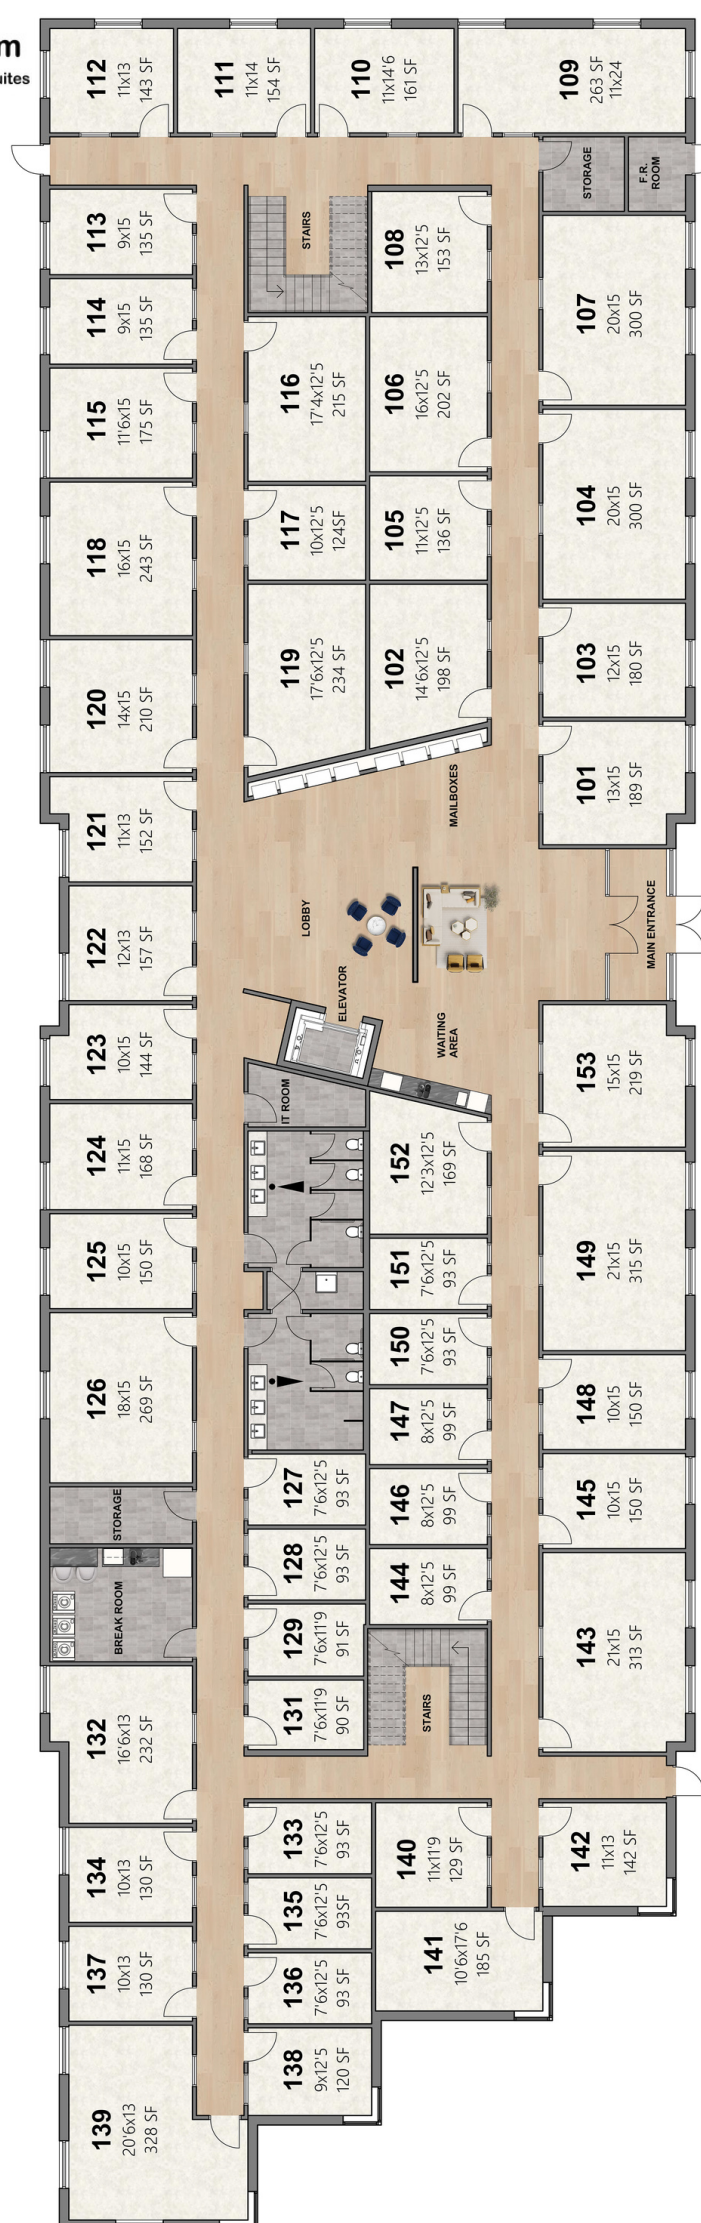 m
uites
112
11x13
143 SF
111
11x14
154 SF
110
11x14'6
161 SF
109
263 SF
11x24
STORAGE
F.R.
ROOM
113
9x15
135 SF
STAIRS
108
13x12'5
153 SF
107
20x15
300 SF
114
9x15
135 SF
115
11'6x15
175 SF
116
17'4x12'5
215 SF
106
16x12'5
202 SF
104
20x15
300 SF
118
16x15
243 SF
117
10x12'5
124SF
105
11x12'5
136 SF
119
17'6x12'5
234 SF
102
14'6x12'5
198 SF
103
12x15
180 SF
120
14x15
210 SF
101
13x15
189 SF
MAILBOXES
121
11x13
152 SF
LOBBY
MAIN ENTRANCE
122
12x13
157 SF
ELEVATOR
WAITING
AREA
123
10x15
144 SF
153
15x15
219 SF
IT ROOM
124
11x15
168 SF
152
12'3x12'5
169 SF
149
21x15
315 SF
125
10x15
150 SF
151
7'6x12'5
93 SF
150
7'6x12'5
93 SF
126
18x15
269 SF
147
8x12'5
99 SF
148
10x15
150 SF
127
7'6x12'5
93 SF
146
8x12'5
99 SF
145
10x15
150 SF
STORAGE
128
7'6x12'5
93 SF
144
8x12'5
99 SF
BREAK ROOM
129
7'6x11'9
91 SF
143
21x15
313 SF
132
16'6x13
232 SF
131
7'6x11'9
90 SF
STAIRS
133
7'6x12'5
93 SF
140
11x11'9
129 SF
142
11x13
142 SF
134
10x13
130 SF
135
7'6x12'5
93SF
141
10'6x17'6
185 SF
137
10x13
130 SF
136
7'6x12'5
93 SF
138
9x12'5
120 SF
139
20'6x13
328 SF